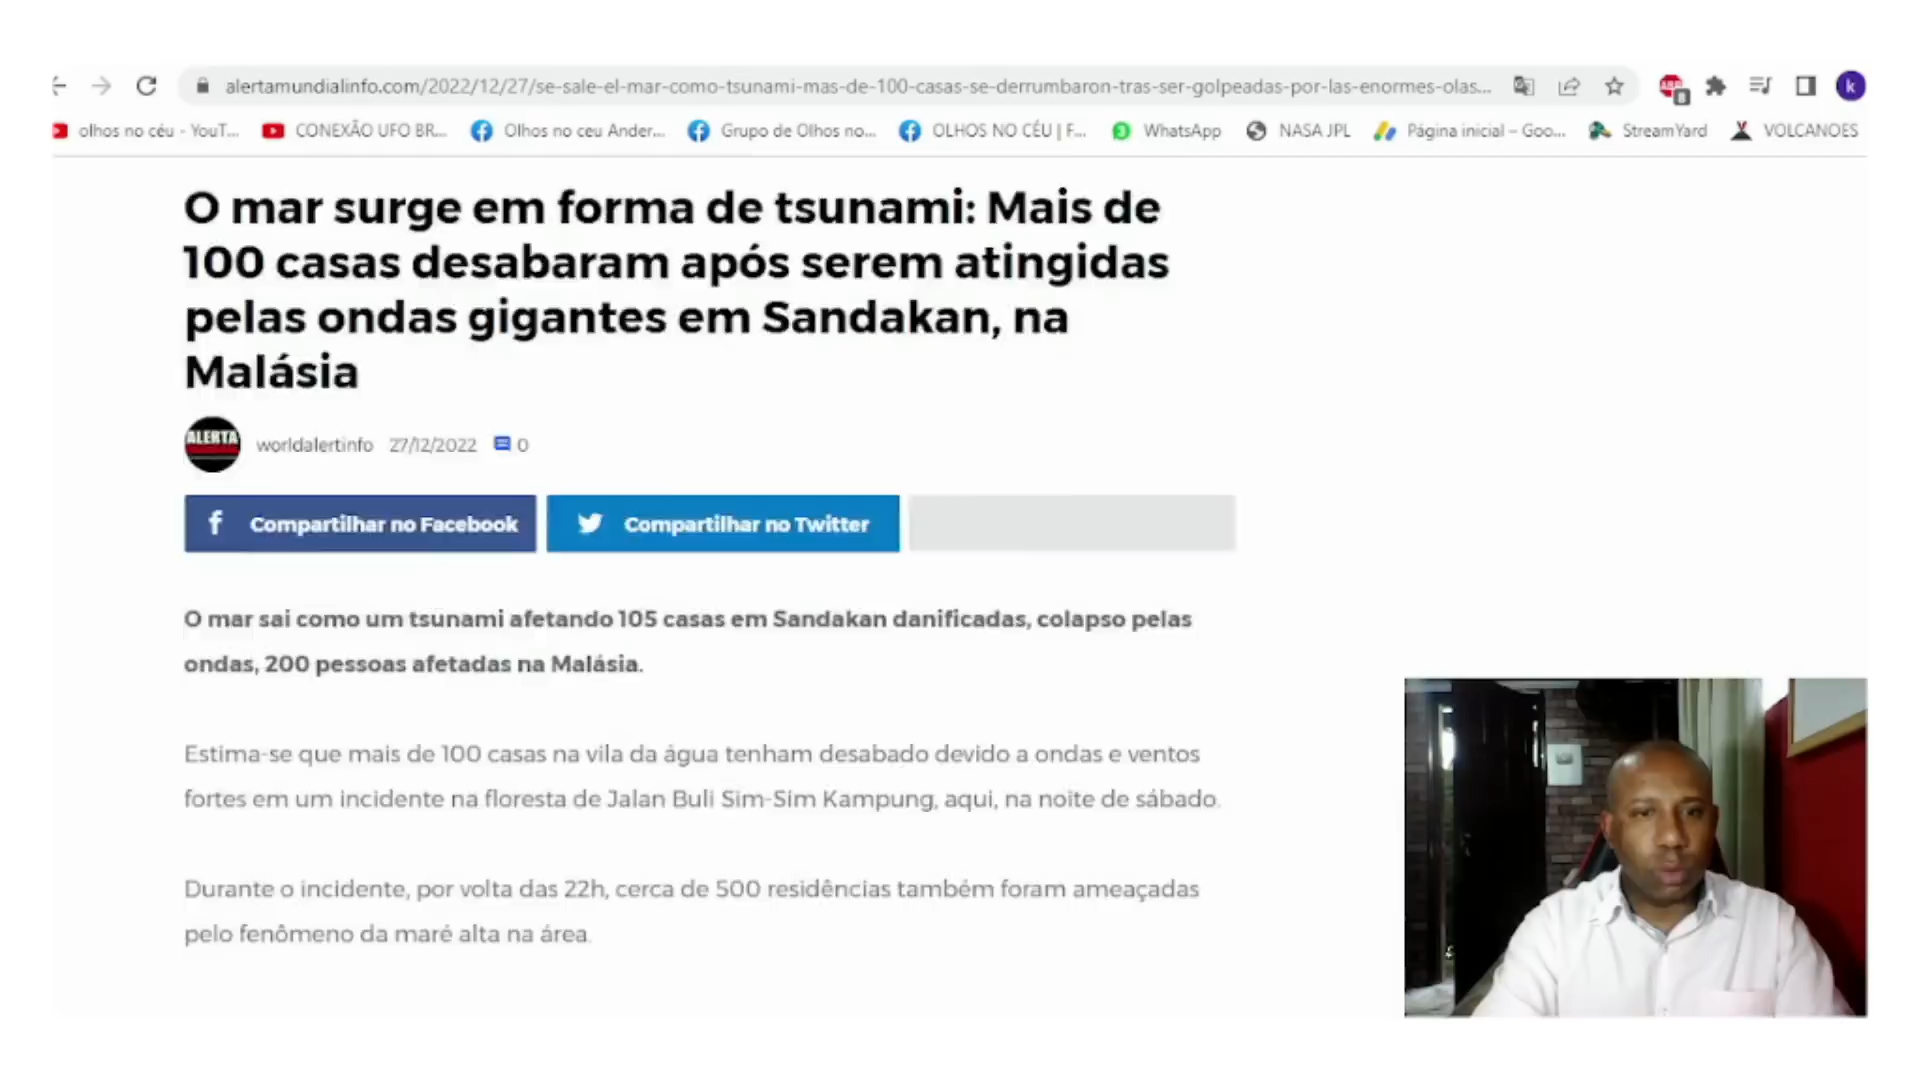 alertamundialinfo.com/2022/12/27/se-sale-el-mar-como-tsunami-mas-de-100-casas-se-derrumbaron-tras-ser-golpeadas-por-las-enormes-olas...
k
olhos no céu - YouT... CONEXÃO UFO BR... Olhos no ceu Ander... Grupo de Olhos no... OLHOS NO CÉU | F... WhatsApp NASA JPL Página inicial – Goo... StreamYard VOLCANOES
O mar surge em forma de tsunami: Mais de
100 casas desabaram após serem atingidas
pelas ondas gigantes em Sandakan, na
Malásia
ALERTA
worldalertinfo 27/12/2022 0
Compartilhar no Facebook Compartilhar no Twitter
O mar sai como um tsunami afetando 105 casas em Sandakan danificadas, colapso pelas
ondas, 200 pessoas afetadas na Malásia.
Estima-se que mais de 100 casas na vila da água tenham desabado devido a ondas e ventos
fortes em um incidente na floresta de Jalan Buli Sim-Sim Kampung, aqui, na noite de sábado.
Durante o incidente, por volta das 22h, cerca de 500 residências também foram ameaçadas
pelo fenômeno da maré alta na área.